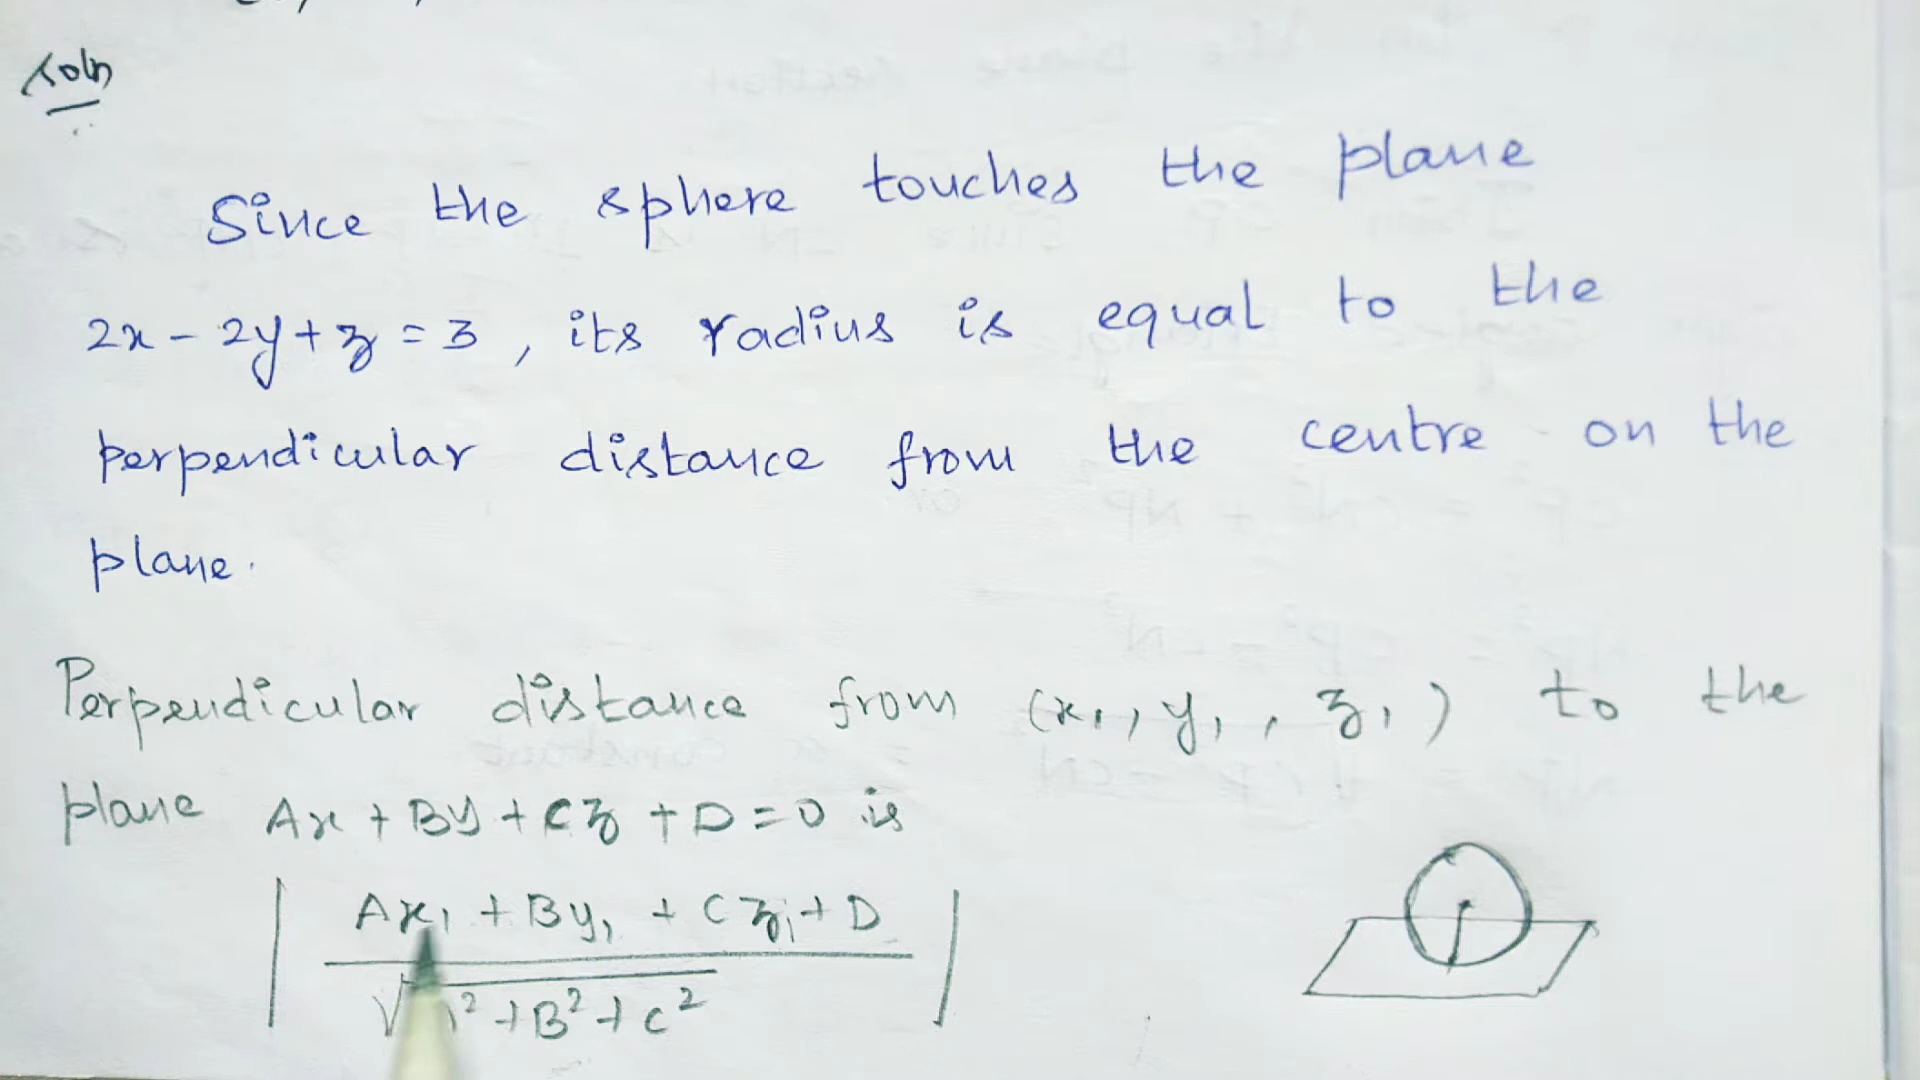 Soln
Since the sphere touches the plane
2x - 2y + z = 3 , its radius is equal to the
perpendicular distance from the centre on the
plane.
Perpendicular distance from (x₁, y₁, z₁) to the
plane Ax + By + Cz + D = 0 is
| Ax₁ + By₁ + Cz₁ + D |
√ ² + B² + C²